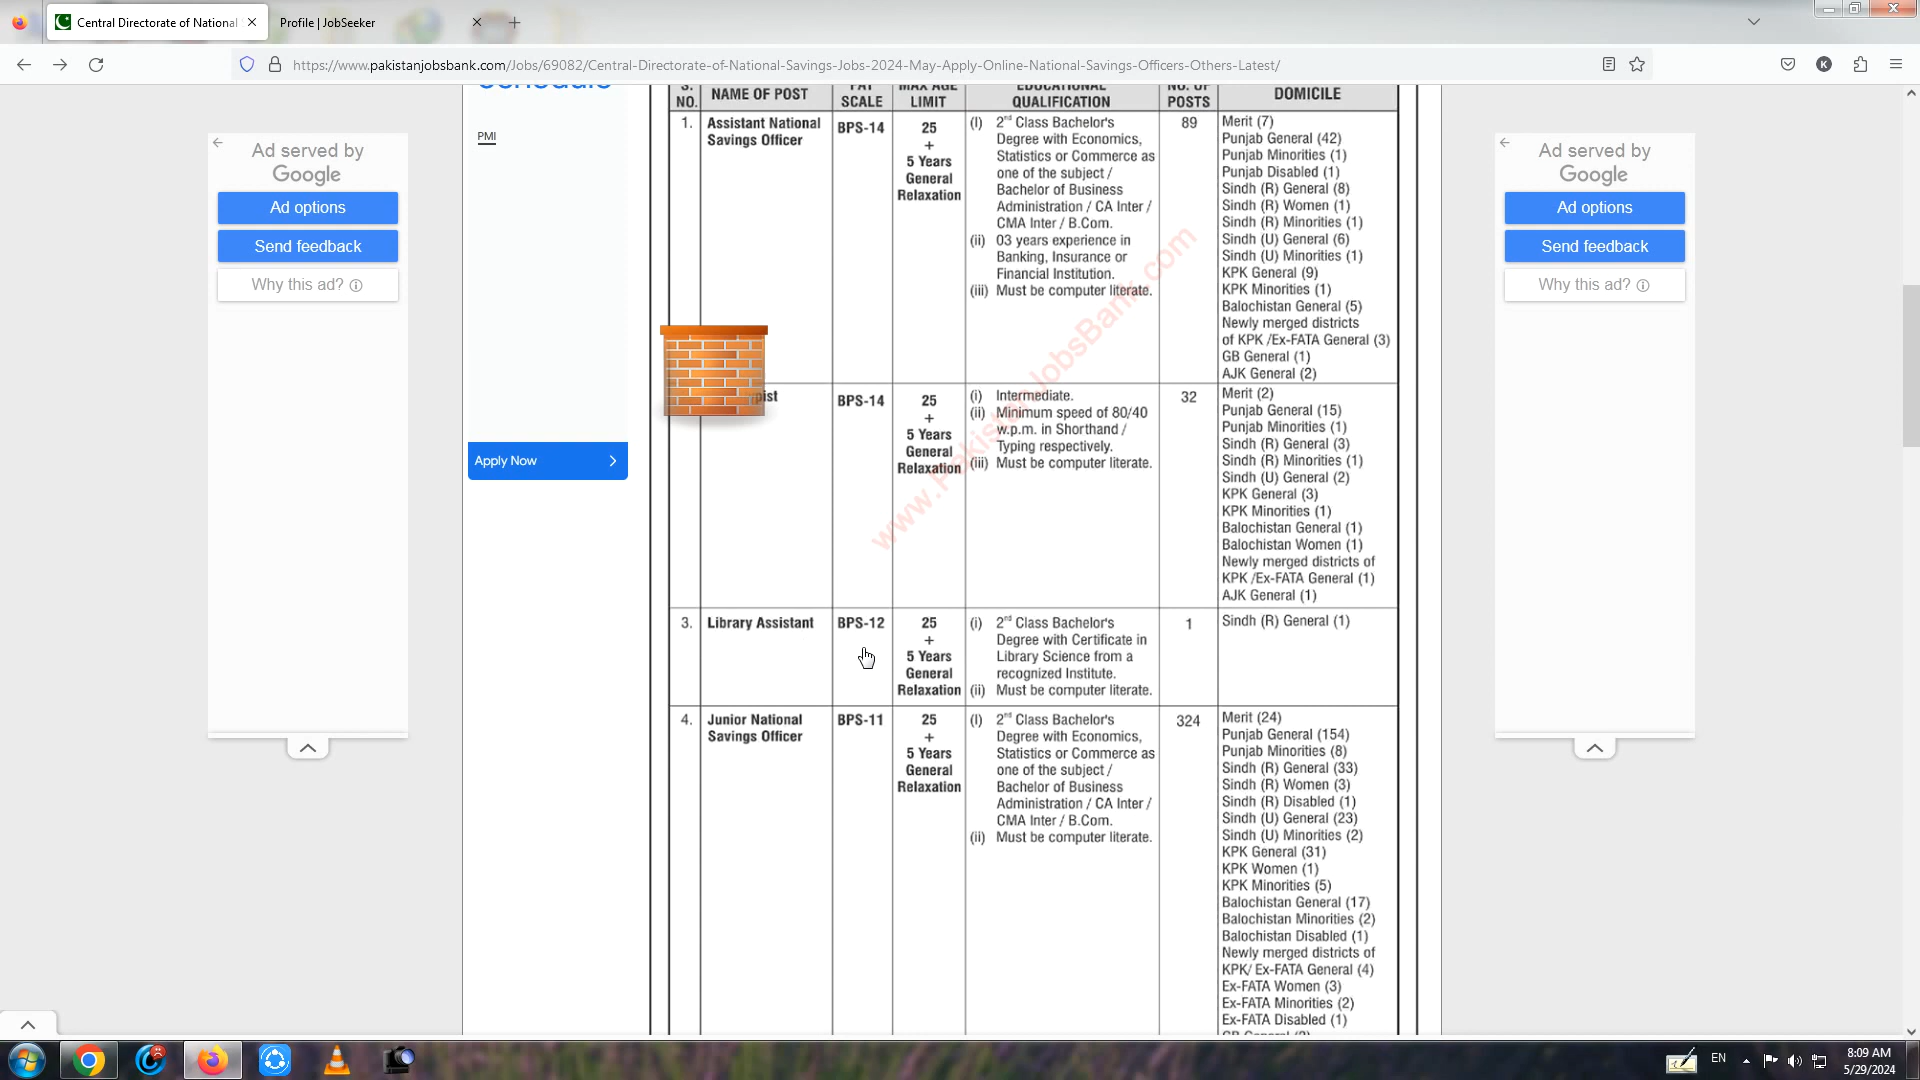 Central Directorate of National
Profile | JobSeeker
https://www.pakistanjobsbank.com/Jobs/69082/Central-Directorate-of-National-Savings-Jobs-2024-May-Apply-Online-National-Savings-Officers-Others-Latest/
K
Ad served by
Google
Ad options
Send feedback
Why this ad?
PMI
Apply Now
Ad served by
Google
Ad options
Send feedback
Why this ad?
NO.
NAME OF POST
SCALE
LIMIT
QUALIFICATION
POSTS
DOMICILE
1.
Assistant National
Savings Officer
BPS-14
25
+
5 Years
General
Relaxation
(I) 2nd Class Bachelor's
Degree with Economics,
Statistics or Commerce as
one of the subject /
Bachelor of Business
Administration / CA Inter /
CMA Inter / B.Com.
(ii) 03 years experience in
Banking, Insurance or
Financial Institution.
(iii) Must be computer literate.
89
Merit (7)
Punjab General (42)
Punjab Minorities (1)
Punjab Disabled (1)
Sindh (R) General (8)
Sindh (R) Women (1)
Sindh (R) Minorities (1)
Sindh (U) General (6)
Sindh (U) Minorities (1)
KPK General (9)
KPK Minorities (1)
Balochistan General (5)
Newly merged districts
of KPK /Ex-FATA General (3)
GB General (1)
AJK General (2)
pist
BPS-14
25
+
5 Years
General
Relaxation
(i) Intermediate.
(ii) Minimum speed of 80/40
w.p.m. in Shorthand /
Typing respectively.
(iii) Must be computer literate.
32
Merit (2)
Punjab General (15)
Punjab Minorities (1)
Sindh (R) General (3)
Sindh (R) Minorities (1)
Sindh (U) General (2)
KPK General (3)
KPK Minorities (1)
Balochistan General (1)
Balochistan Women (1)
Newly merged districts of
KPK /Ex-FATA General (1)
AJK General (1)
3.
Library Assistant
BPS-12
25
+
5 Years
General
Relaxation
(i) 2nd Class Bachelor's
Degree with Certificate in
Library Science from a
recognized Institute.
(ii) Must be computer literate.
1
Sindh (R) General (1)
4.
Junior National
Savings Officer
BPS-11
25
+
5 Years
General
Relaxation
(I) 2nd Class Bachelor's
Degree with Economics,
Statistics or Commerce as
one of the subject /
Bachelor of Business
Administration / CA Inter /
CMA Inter / B.Com.
(ii) Must be computer literate.
324
Merit (24)
Punjab General (154)
Punjab Minorities (8)
Sindh (R) General (33)
Sindh (R) Women (3)
Sindh (R) Disabled (1)
Sindh (U) General (23)
Sindh (U) Minorities (2)
KPK General (31)
KPK Women (1)
KPK Minorities (5)
Balochistan General (17)
Balochistan Minorities (2)
Balochistan Disabled (1)
Newly merged districts of
KPK/ Ex-FATA General (4)
Ex-FATA Women (3)
Ex-FATA Minorities (2)
Ex-FATA Disabled (1)
www.PakistanJobsBank.com
EN
8:09 AM
5/29/2024